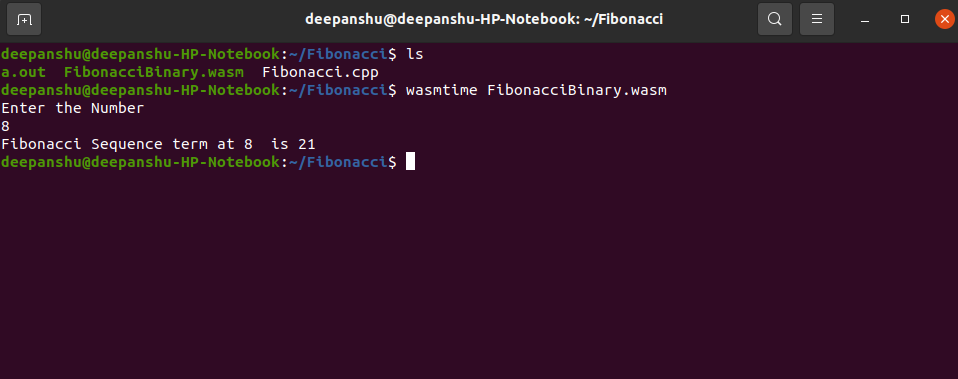 deepanshu@deepanshu-HP-Notebook: ~/Fibonacci
deepanshu@deepanshu-HP-Notebook:~/Fibonacci$ ls
a.out  FibonacciBinary.wasm  Fibonacci.cpp
deepanshu@deepanshu-HP-Notebook:~/Fibonacci$ wasmtime FibonacciBinary.wasm
Enter the Number
8
Fibonacci Sequence term at 8  is 21
deepanshu@deepanshu-HP-Notebook:~/Fibonacci$